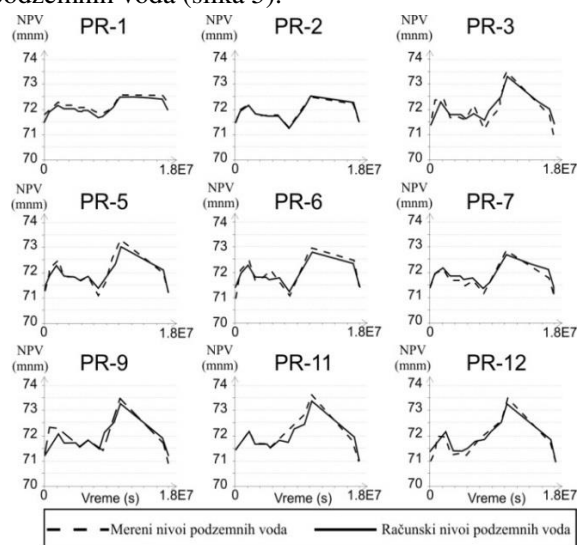 podzemnih voda (slika 5).
NPV (mnm) PR-1 NPV (mnm) PR-2 NPV (mnm) PR-3
74 74 74
73 73 73
72 72 72
71 71 71
70 70 70
0 1.8E7 0 1.8E7 0 1.8E7
NPV (mnm) PR-5 NPV (mnm) PR-6 NPV (mnm) PR-7
74 74 74
73 73 73
72 72 72
71 71 71
70 70 70
0 1.8E7 0 1.8E7 0 1.8E7
NPV (mnm) PR-9 NPV (mnm) PR-11 NPV (mnm) PR-12
74 74 74
73 73 73
72 72 72
71 71 71
70 70 70
0 Vreme (s) 1.8E7 0 Vreme (s) 1.8E7 0 Vreme (s) 1.8E7
Mereni nivoi podzemnih voda Računski nivoi podzemnih voda